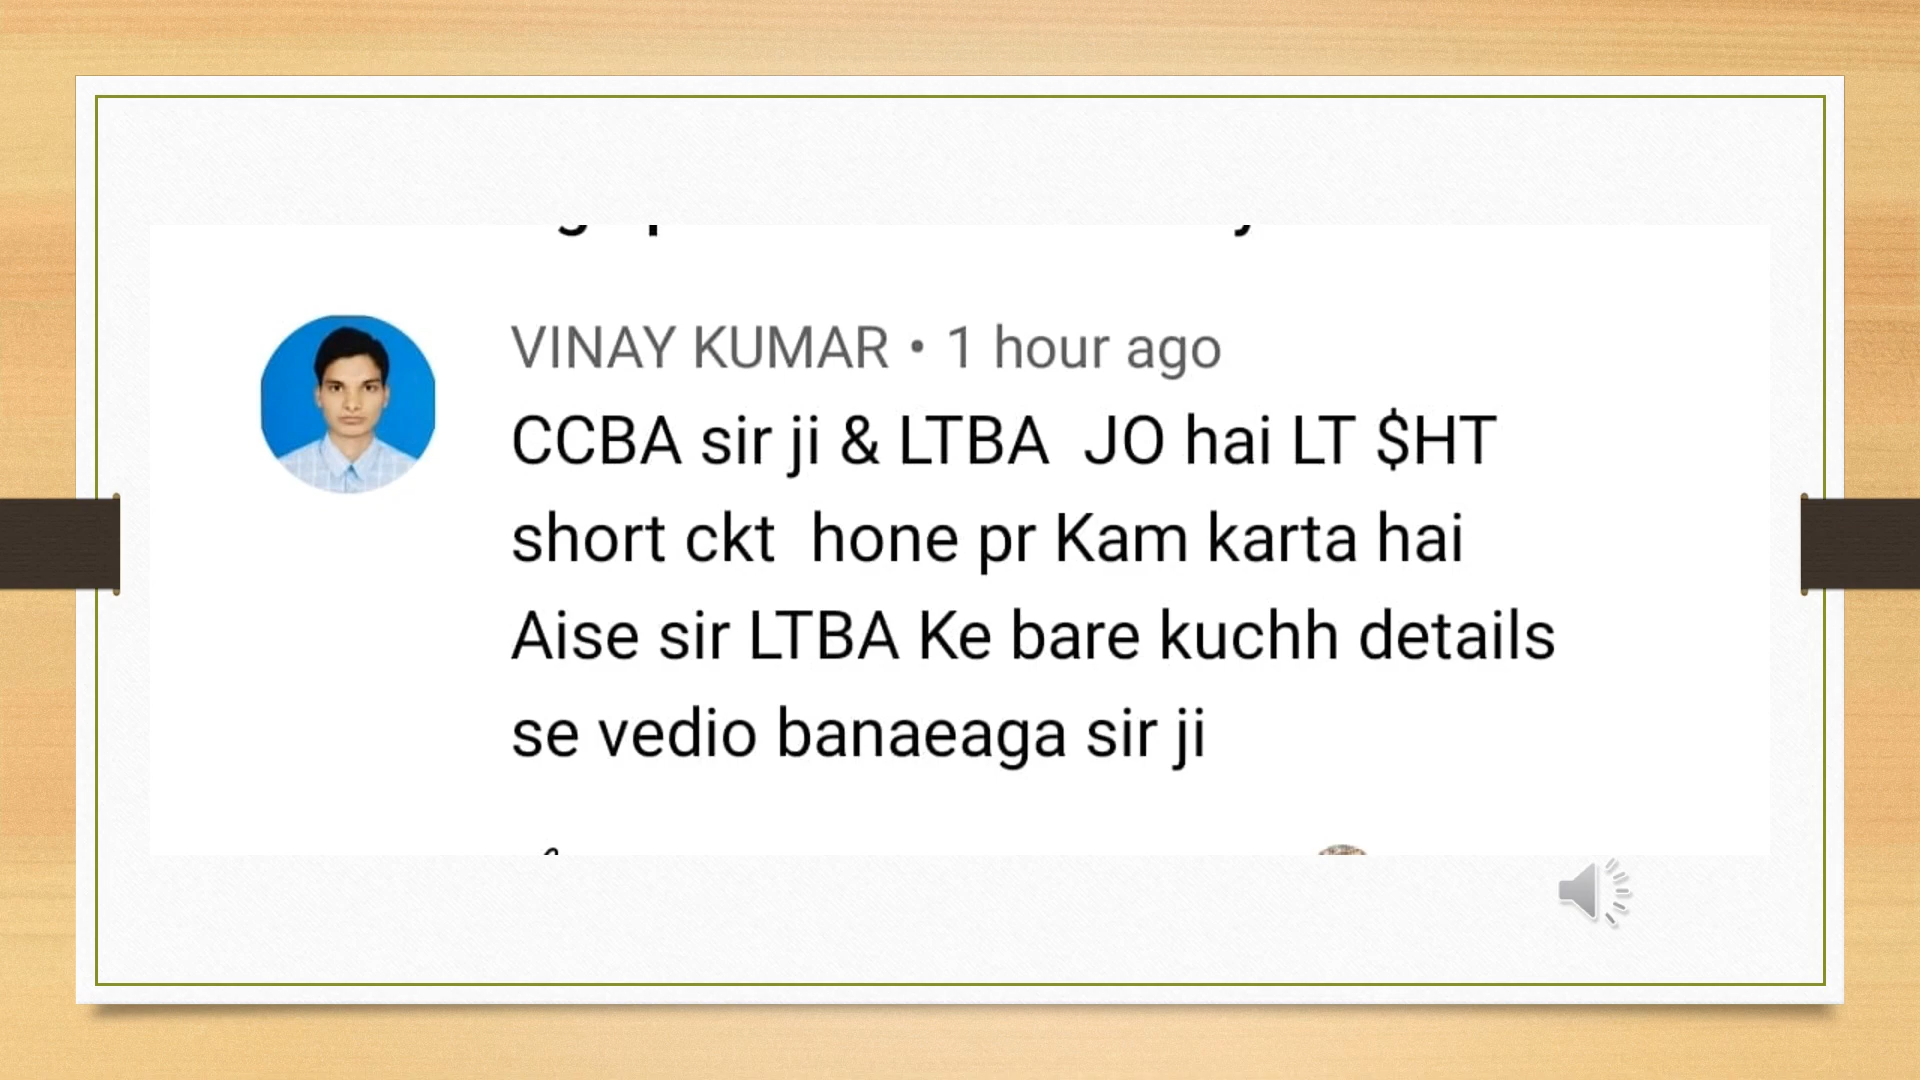 VINAY KUMAR • 1 hour ago
CCBA sir ji & LTBA JO hai LT $HT
short ckt hone pr Kam karta hai
Aise sir LTBA Ke bare kuchh details
se vedio banaeaga sir ji